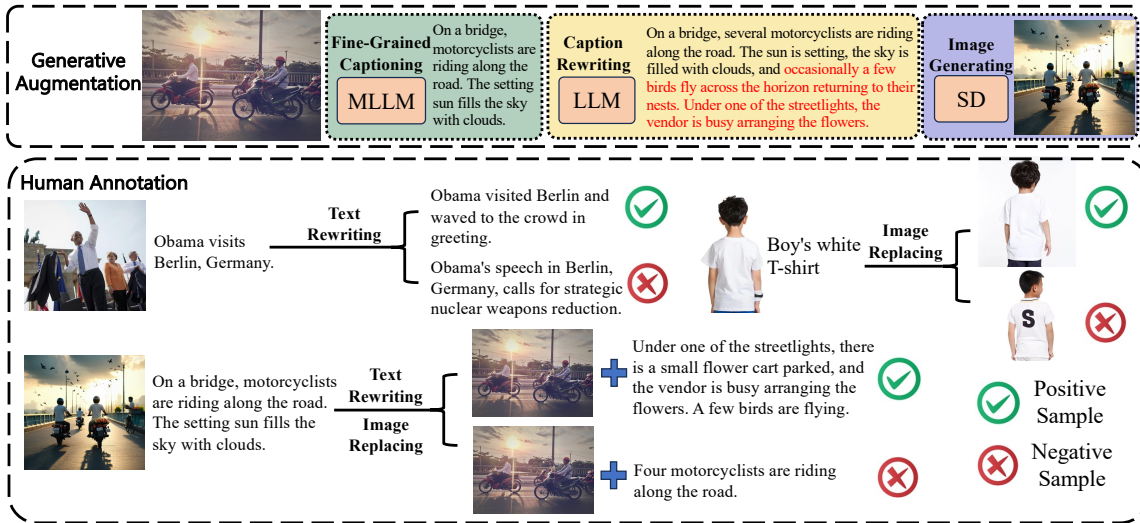 Generative
Augmentation
Fine-Grained
Captioning
MLLM
On a bridge,
motorcyclists are
riding along the
road. The setting
sun fills the sky
with clouds.
Caption
Rewriting
LLM
On a bridge, several motorcyclists are riding
along the road. The sun is setting, the sky is
filled with clouds, and occasionally a few
birds fly across the horizon returning to their
nests. Under one of the streetlights, the
vendor is busy arranging the flowers.
Image
Generating
SD
Human Annotation
Obama visits
Berlin, Germany.
Text
Rewriting
Obama visited Berlin and
waved to the crowd in
greeting.
Obama's speech in Berlin,
Germany, calls for strategic
nuclear weapons reduction.
Boy's white
T-shirt
Image
Replacing
S
On a bridge, motorcyclists
are riding along the road.
The setting sun fills the
sky with clouds.
Text
Rewriting
Image
Replacing
Under one of the streetlights, there
is a small flower cart parked, and
the vendor is busy arranging the
flowers. A few birds are flying.
Four motorcyclists are riding
along the road.
Positive
Sample
Negative
Sample